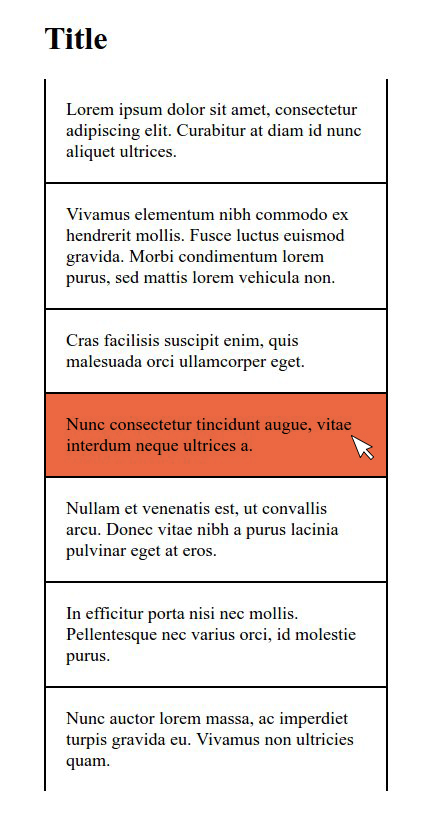 Title
Lorem ipsum dolor sit amet, consectetur
adipiscing elit. Curabitur at diam id nunc
aliquet ultrices.
Vivamus elementum nibh commodo ex
hendrerit mollis. Fusce luctus euismod
gravida. Morbi condimentum lorem
purus, sed mattis lorem vehicula non.
Cras facilisis suscipit enim, quis
malesuada orci ullamcorper eget.
Nunc consectetur tincidunt augue, vitae
interdum neque ultrices a.
Nullam et venenatis est, ut convallis
arcu. Donec vitae nibh a purus lacinia
pulvinar eget at eros.
In efficitur porta nisi nec mollis.
Pellentesque nec varius orci, id molestie
purus.
Nunc auctor lorem massa, ac imperdiet
turpis gravida eu. Vivamus non ultricies
quam.